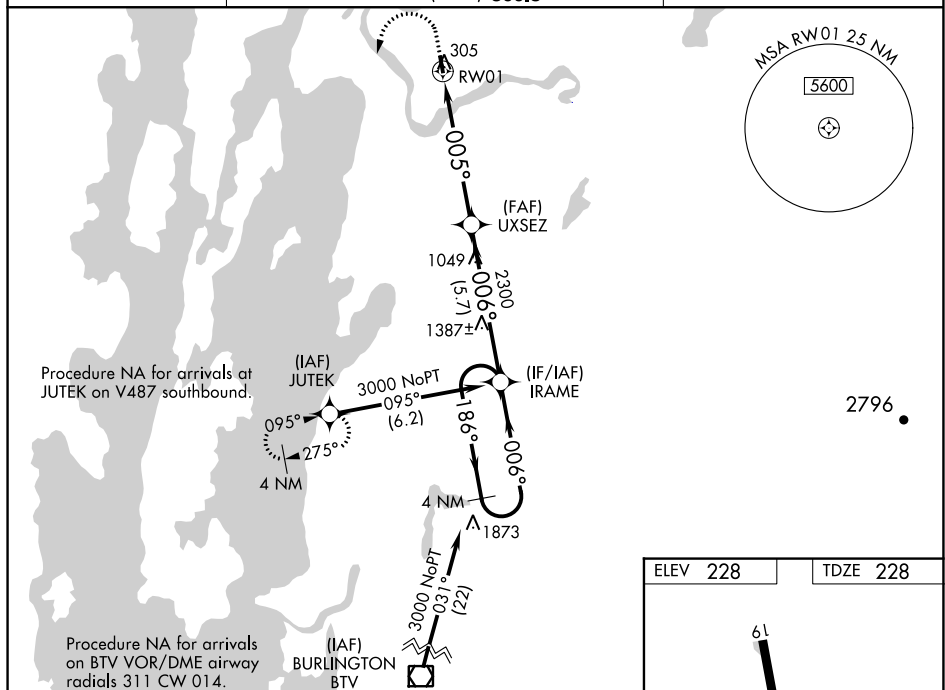 305
RW01
MSA RW 01 25 NM
5600
005°
(FAF)
UXSEZ
1049
2300
006°
(5.7)
1387±
(IAF)
JUTEK
Procedure NA for arrivals at
JUTEK on V487 southbound.
3000 NoPT
095°
(6.2)
(IF/IAF)
IRAME
2796
095°
275°
4 NM
186°
006°
4 NM
1873
3000 NoPT
031°
(22)
ELEV 228
TDZE 228
Procedure NA for arrivals
on BTV VOR/DME airway
radials 311 CW 014.
(IAF)
BURLINGTON
BTV
19